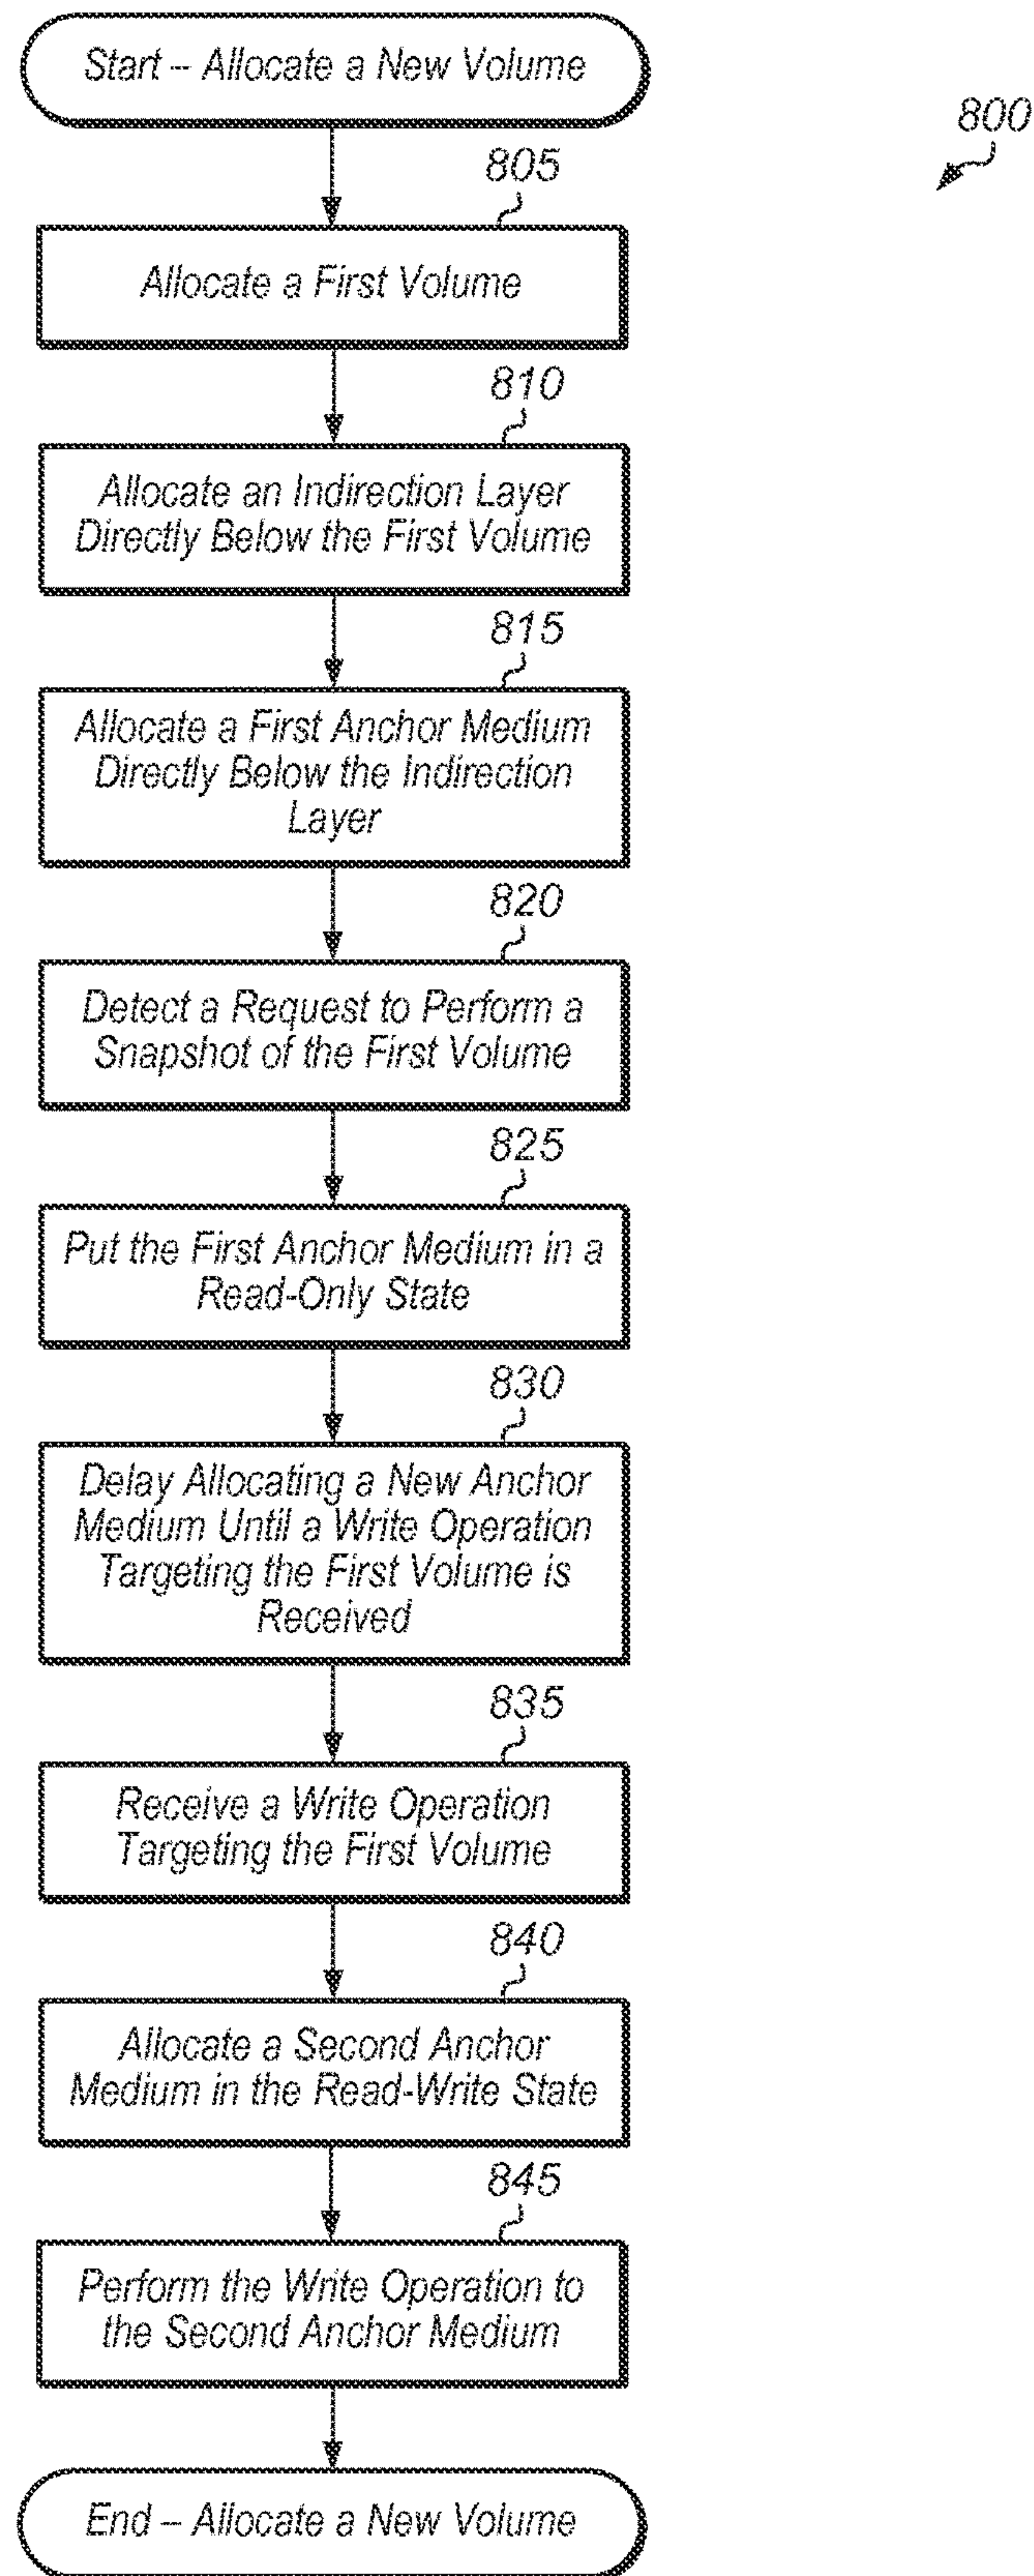 Start – Allocate a New Volume
800
805
Allocate a First Volume
810
Allocate an Indirection Layer
Directly Below the First Volume
815
Allocate a First Anchor Medium
Directly Below the Indirection
Layer
820
Detect a Request to Perform a
Snapshot of the First Volume
825
Put the First Anchor Medium in a
Read-Only State
830
Delay Allocating a New Anchor
Medium Until a Write Operation
Targeting the First Volume is
Received
835
Receive a Write Operation
Targeting the First Volume
840
Allocate a Second Anchor
Medium in the Read-Write State
845
Perform the Write Operation to
the Second Anchor Medium
End – Allocate a New Volume